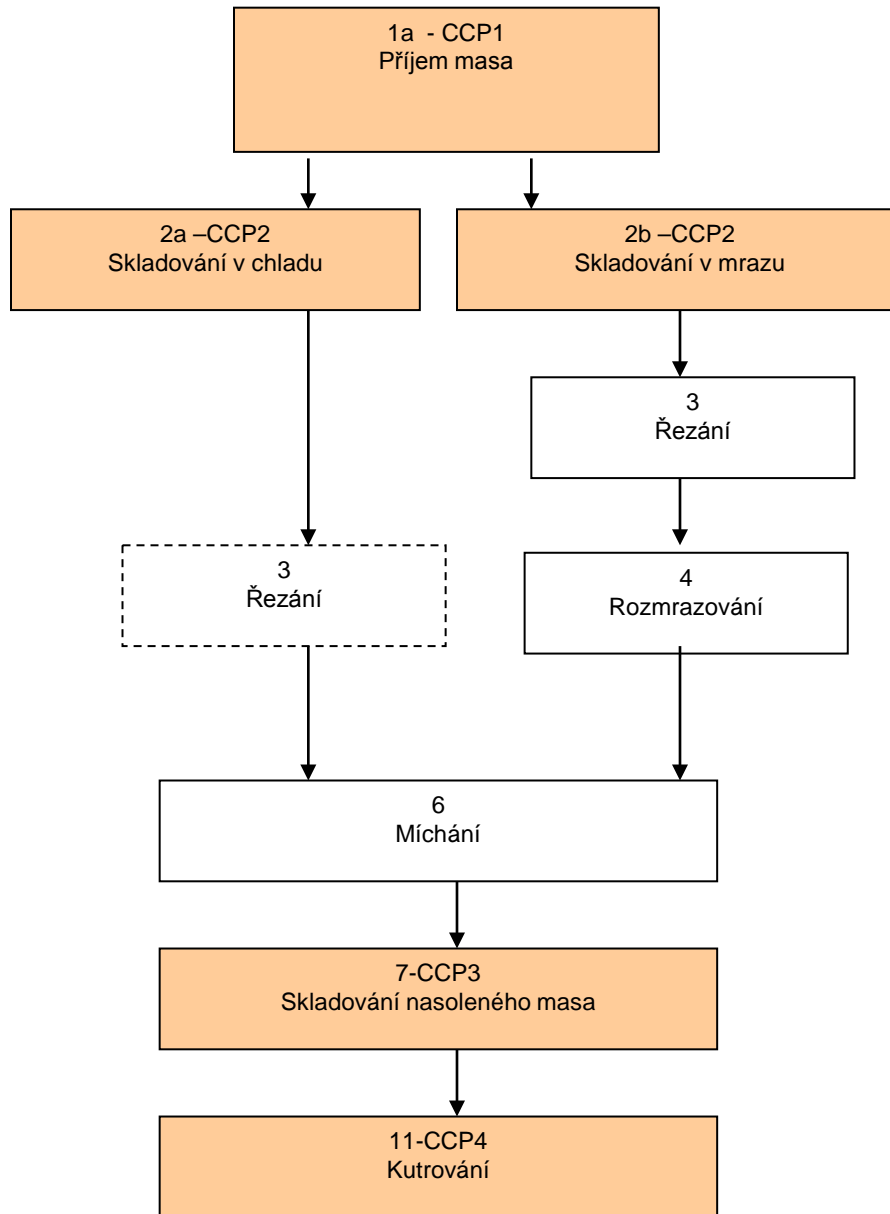 1a - CCP1
Příjem masa
2a –CCP2
Skladování v chladu
2b –CCP2
Skladování v mrazu
3
Řezání
3
Řezání
4
Rozmrazování
6
Míchání
7-CCP3
Skladování nasoleného masa
11-CCP4
Kutrování